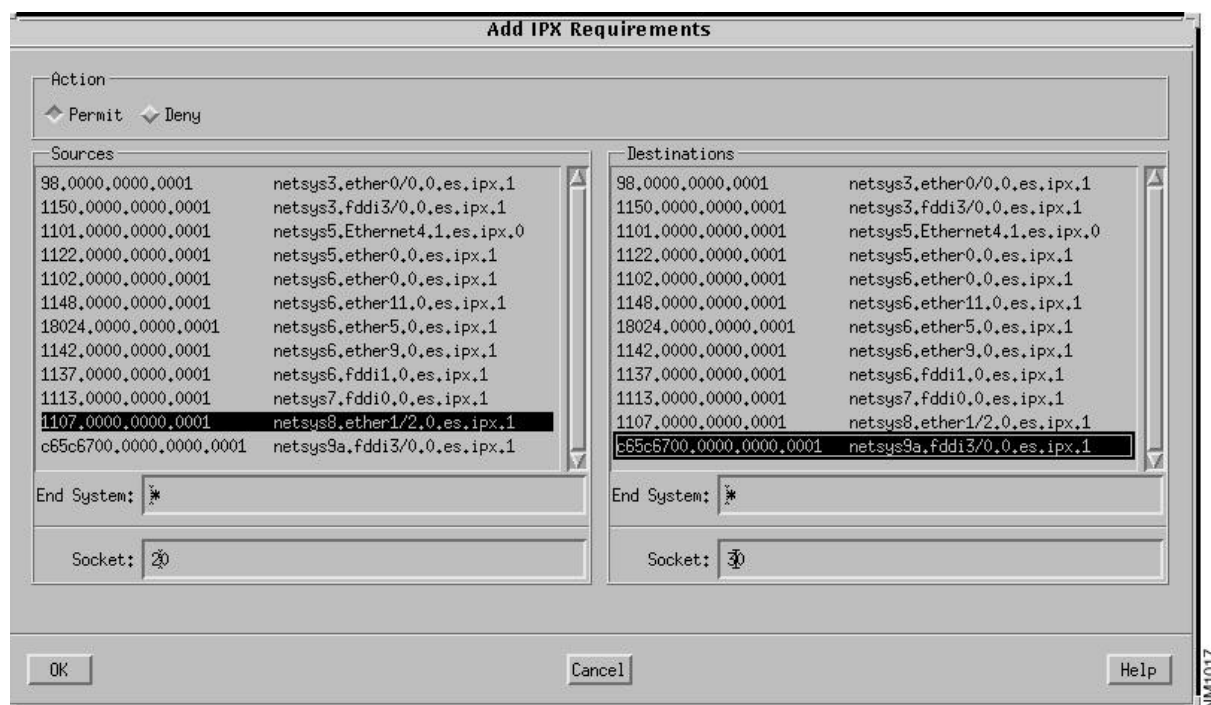 Add IPX Requirements
Action
Permit Deny
Sources
98.0000.0000.0001 netsys3.ether0/0.0.es.ipx.1
1150.0000.0000.0001 netsys3.fddi3/0.0.es.ipx.1
1101.0000.0000.0001 netsys5.Ethernet4.1.es.ipx.0
1122.0000.0000.0001 netsys5.ether0.0.es.ipx.1
1102.0000.0000.0001 netsys6.ether0.0.es.ipx.1
1148.0000.0000.0001 netsys6.ether11.0.es.ipx.1
18024.0000.0000.0001 netsys6.ether5.0.es.ipx.1
1142.0000.0000.0001 netsys6.ether9.0.es.ipx.1
1137.0000.0000.0001 netsys6.fddi1.0.es.ipx.1
1113.0000.0000.0001 netsys7.fddi0.0.es.ipx.1
1107.0000.0000.0001 netsys8.ether1/2.0.es.ipx.1
c65c6700.0000.0000.0001 netsys9a.fddi3/0.0.es.ipx.1
End System: *
Socket: 20
Destinations
98.0000.0000.0001 netsys3.ether0/0.0.es.ipx.1
1150.0000.0000.0001 netsys3.fddi3/0.0.es.ipx.1
1101.0000.0000.0001 netsys5.Ethernet4.1.es.ipx.0
1122.0000.0000.0001 netsys5.ether0.0.es.ipx.1
1102.0000.0000.0001 netsys6.ether0.0.es.ipx.1
1148.0000.0000.0001 netsys6.ether11.0.es.ipx.1
18024.0000.0000.0001 netsys6.ether5.0.es.ipx.1
1142.0000.0000.0001 netsys6.ether9.0.es.ipx.1
1137.0000.0000.0001 netsys6.fddi1.0.es.ipx.1
1113.0000.0000.0001 netsys7.fddi0.0.es.ipx.1
1107.0000.0000.0001 netsys8.ether1/2.0.es.ipx.1
c65c6700.0000.0000.0001 netsys9a.fddi3/0.0.es.ipx.1
End System: *
Socket: 30
OK Cancel Help